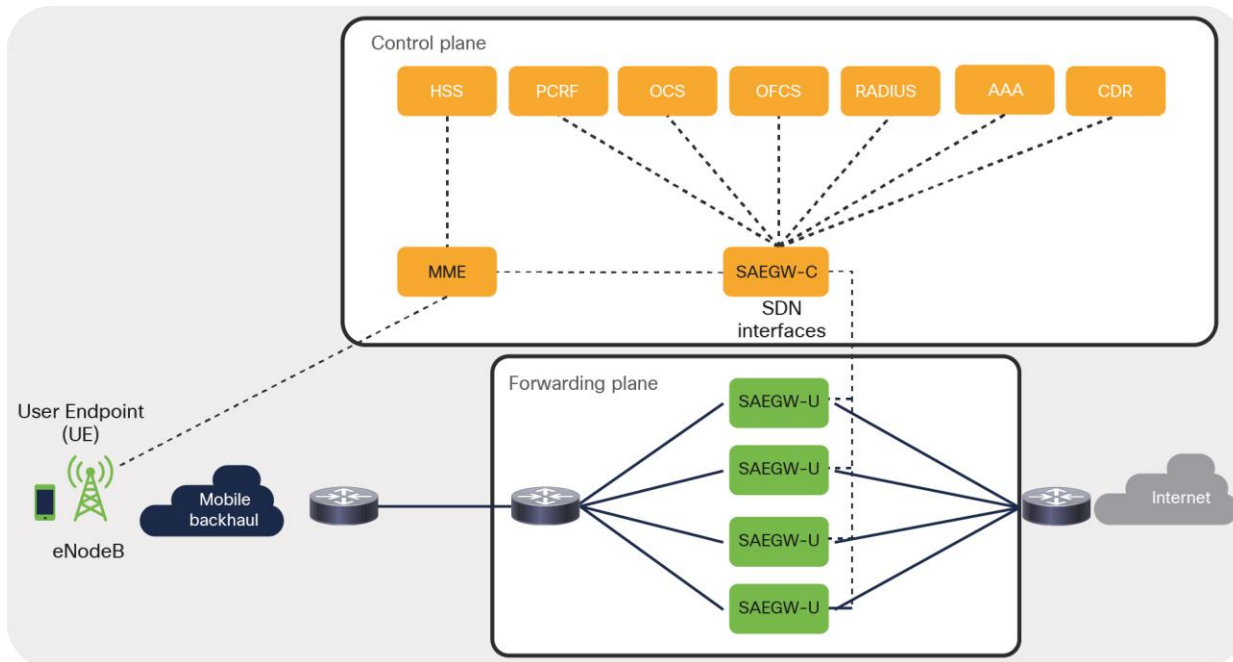 Control plane
HSS
PCRF
OCS
OFCS
RADIUS
AAA
CDR
MME
SAEGW-C
SDN
interfaces
Forwarding plane
SAEGW-U
SAEGW-U
SAEGW-U
SAEGW-U
User Endpoint
(UE)
eNodeB
Mobile
backhaul
Internet